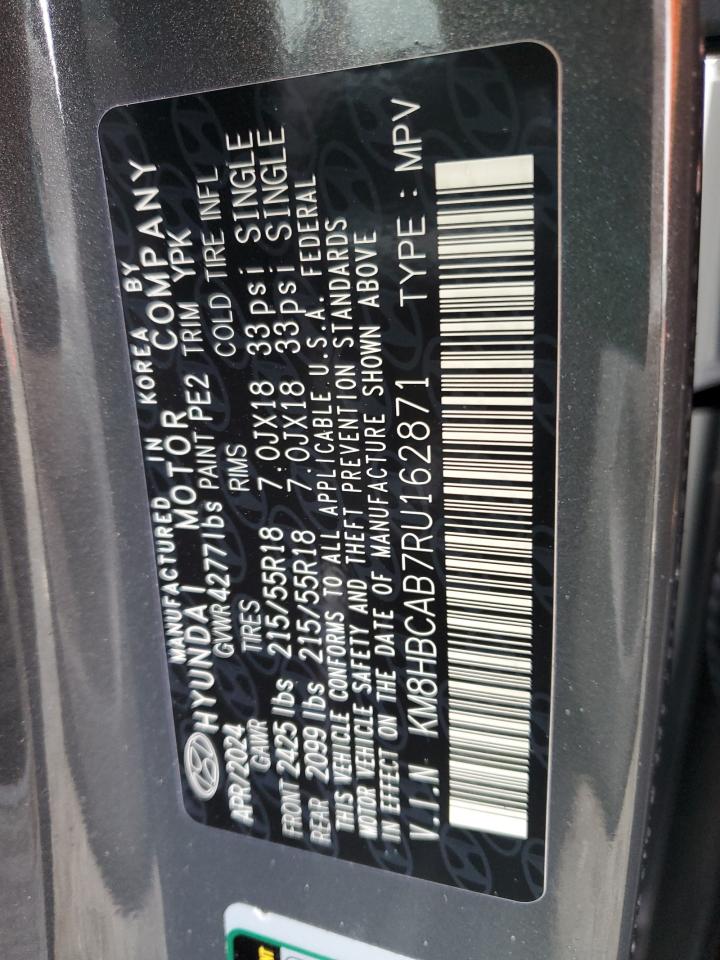 MANUFACTURED IN KOREA BY
HYUNDAI MOTOR COMPANY
APR/2024 GVWR 4277 lbs PAINT PE2 TRIM YPK
GAWR TIRES RIMS COLD TIRE INFL
FRONT 2425 lbs 215/55R18 7.0JX18 33psi SINGLE
REAR 2099 lbs 215/55R18 7.0JX18 33psi SINGLE
THIS VEHICLE CONFORMS TO ALL APPLICABLE U.S.A. FEDERAL
MOTOR VEHICLE SAFETY AND THEFT PREVENTION STANDARDS
IN EFFECT ON THE DATE OF MANUFACTURE SHOWN ABOVE
V.I.N KM8HBCAB7RU162871 TYPE : MPV